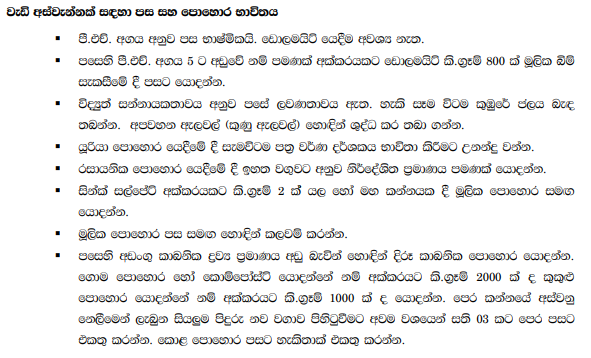 වැඩි අස්වැන්නක් සඳහා පස සහ පොහොර භාවිතය
▪ පී.එච්. අගය අනුව පස භාෂ්මිකයි. ඩොලමයිට් යෙදීම අවශ්‍ය නැත.
▪ පසෙහි පී.එච්. අගය 5 ට අඩුවේ නම් පමණක් අක්කරයකට ඩොලමයිට් කි.ග්‍රෑම් 800 ක් මූලික බිම්
සැකසීමේ දී පසට යොදන්න.
▪ විද්‍යුත් සන්නායකතාවය අනුව පසේ ලවණතාවය ඇත. හැකි සෑම විටම කුඹුරේ ජලය බැඳ
තබන්න. අපවහන ඇලවල් (කුණු ඇලවල්) හොඳින් ශුද්ධ කර තබා ගන්න.
▪ යූරියා පොහොර යෙදීමේ දී සැමවිටම පත්‍ර වර්ණ දර්ශකය භාවිතා කිරීමට උනන්දු වන්න.
▪ රසායනික පොහොර යෙදීමේ දී ඉහත වගුවට අනුව නිර්දේශිත ප්‍රමාණය පමණක් යොදන්න.
▪ සින්ක් සල්පේට් අක්කරයකට කි.ග්‍රෑම් 2 ක් යල හෝ මහ කන්නයක දී මූලික පොහොර සමඟ
යොදන්න.
▪ මූලික පොහොර පස සමඟ හොඳින් කලවම් කරන්න.
▪ පසෙහි අඩංගු කාබනික ද්‍රව්‍ය ප්‍රමාණය අඩු බැවින් හොඳින් දිරූ කාබනික පොහොර යොදන්න.
ගොම පොහොර හෝ කොම්පෝස්ට් යොදන්නේ නම් අක්කරයට කි.ග්‍රෑම් 2000 ක් ද කුකුළු
පොහොර යොදන්නේ නම් අක්කරයට කි.ග්‍රෑම් 1000 ක් ද යොදන්න. පෙර කන්නයේ අස්වනු
නෙලීමෙන් ලැබුන සියලුම පිදුරු නව වගාව පිහිටුවීමට අවම වශයෙන් සති 03 කට පෙර පසට
එකතු කරන්න. කොළ පොහොර පසට හැකිතාක් එකතු කරන්න.